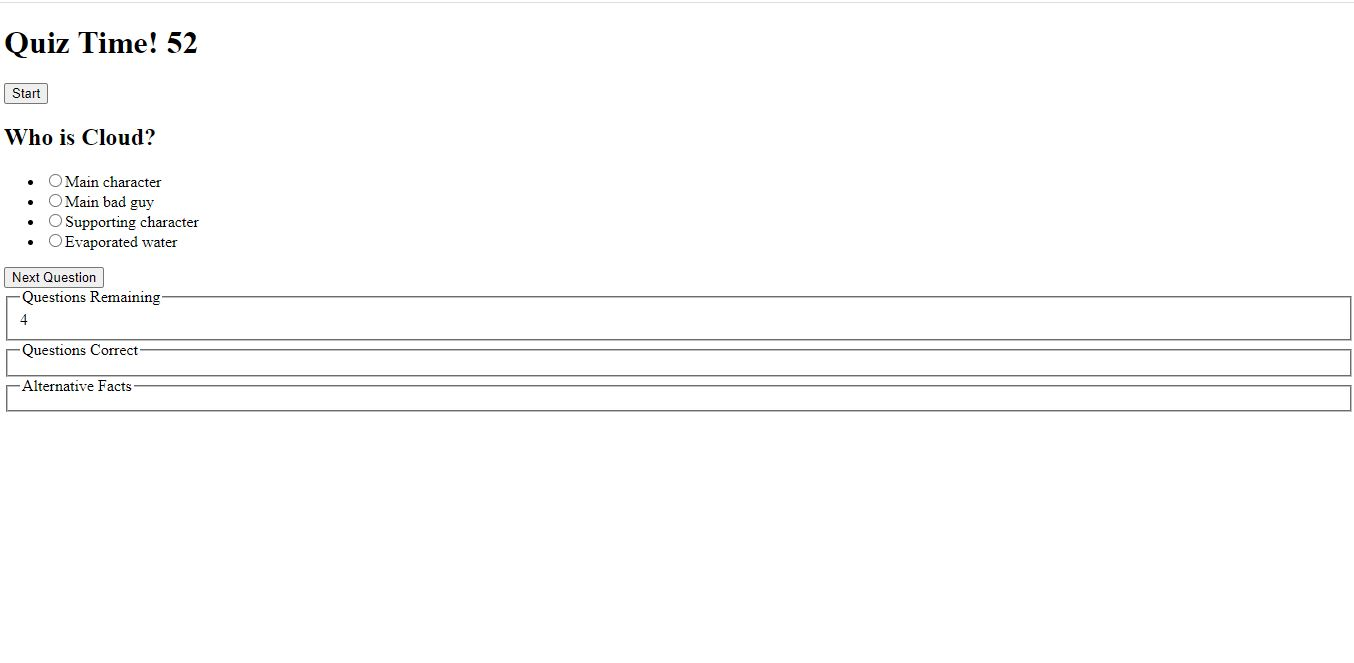 Quiz Time! 52
Start
Who is Cloud?
Main character
Main bad guy
Supporting character
Evaporated water
Next Question
Questions Remaining
4
Questions Correct
Alternative Facts